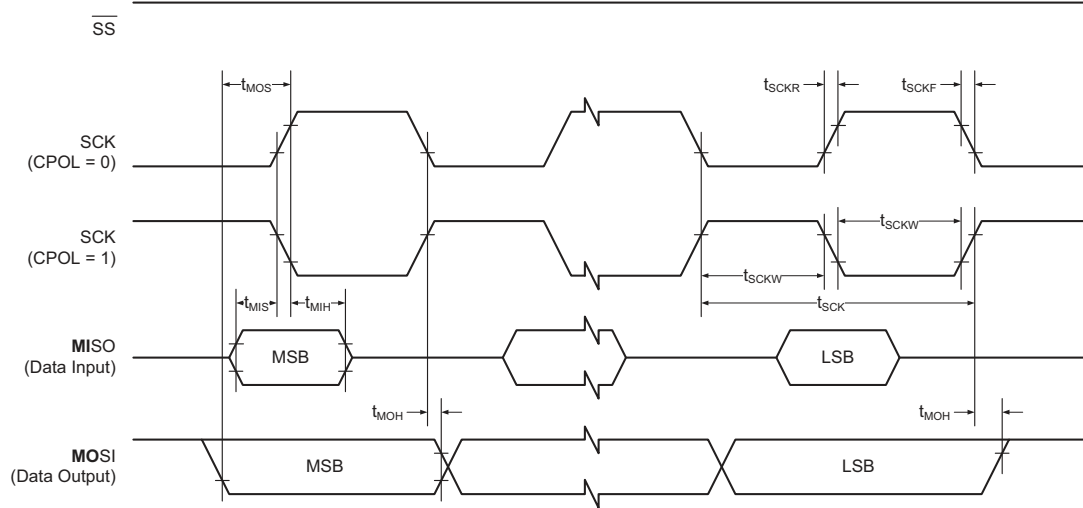 SS
tMOS
tSCKR
tSCKF
SCK
(CPOL = 0)
SCK
(CPOL = 1)
tSCKW
tSCKW
tMIS
tMIH
tSCK
MISO
(Data Input)
MSB
LSB
tMOH
tMOH
MOSI
(Data Output)
MSB
LSB